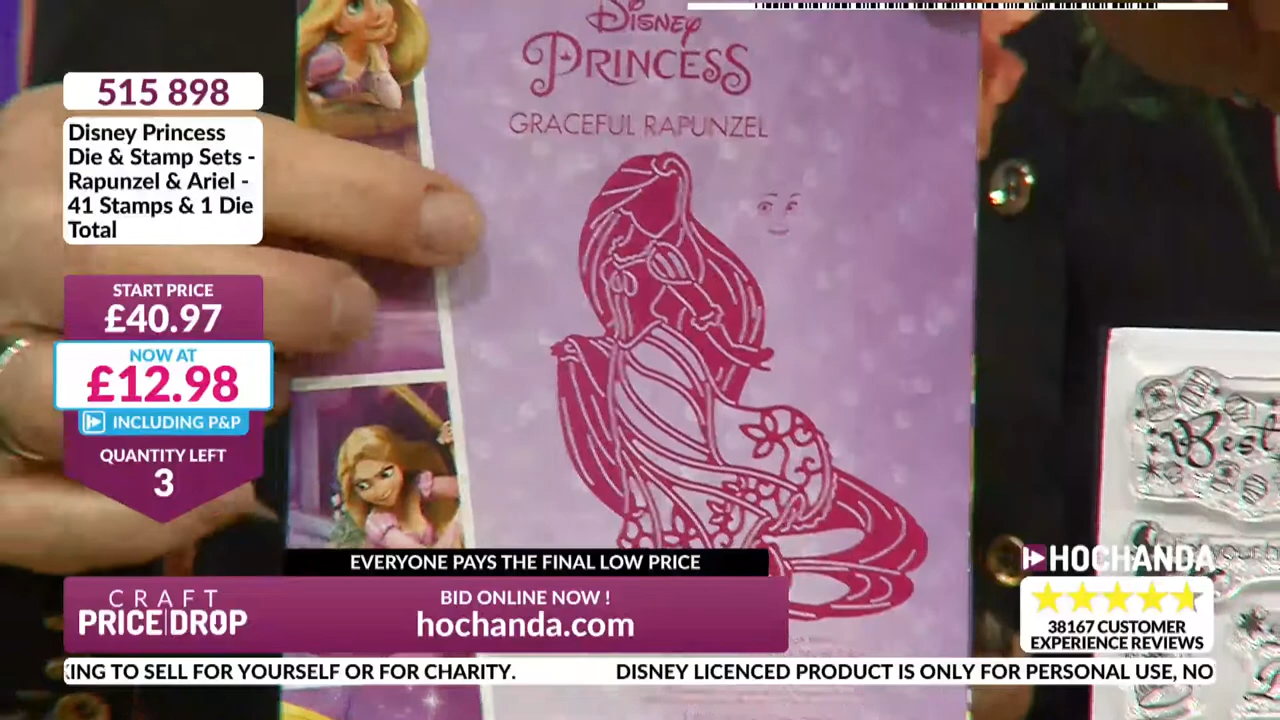 515 898
Disney Princess
Die & Stamp Sets -
Rapunzel & Ariel -
41 Stamps & 1 Die
Total
START PRICE
£40.97
NOW AT
£12.98
INCLUDING P&P
QUANTITY LEFT
3
Disney
PRINCESS
GRACEFUL RAPUNZEL
Best
EVERYONE PAYS THE FINAL LOW PRICE
CRAFT
PRICE DROP
BID ONLINE NOW !
hochanda.com
HOCHANDA
38167 CUSTOMER
EXPERIENCE REVIEWS
KING TO SELL FOR YOURSELF OR FOR CHARITY. DISNEY LICENCED PRODUCT IS ONLY FOR PERSONAL USE, NO